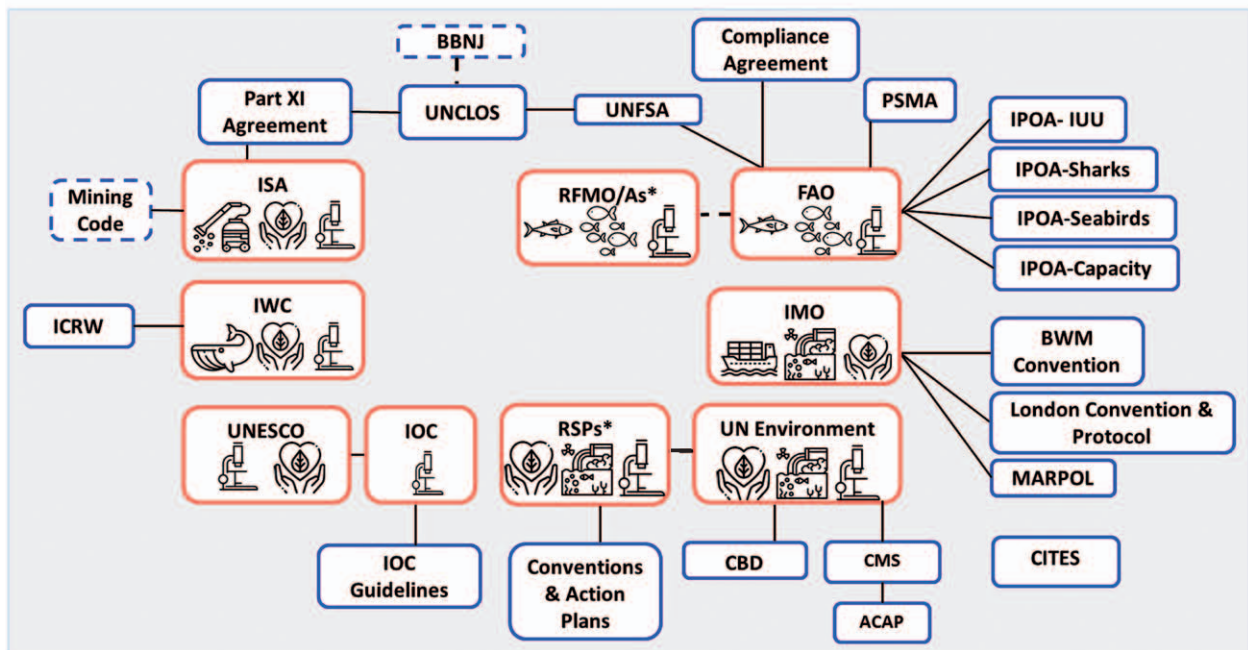 BBNJ
Compliance
Agreement
Part XI
Agreement
UNCLOS
UNFSA
PSMA
IPOA- IUU
IPOA-Sharks
IPOA-Seabirds
IPOA-Capacity
Mining
Code
ISA
RFMO/As*
FAO
ICRW
IWC
IMO
BWM
Convention
London Convention &
Protocol
MARPOL
UNESCO
IOC
RSPs*
UN Environment
IOC
Guidelines
Conventions
& Action
Plans
CBD
CMS
ACAP
CITES